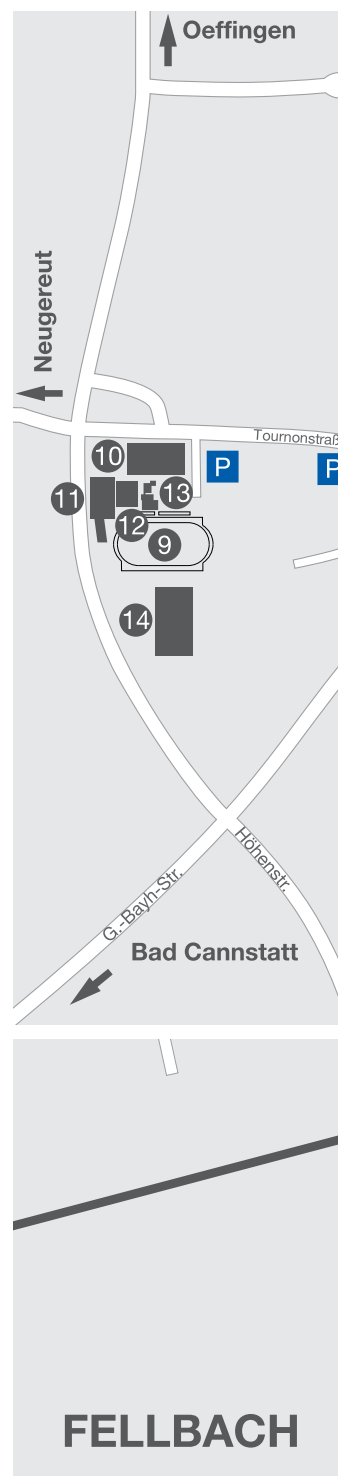 Oeffingen
Neugereut
Tournonstraß
10
P
P
11
13
12
9
14
Höhenstr.
G.-Bayh-Str.
Bad Cannstatt
FELLBACH